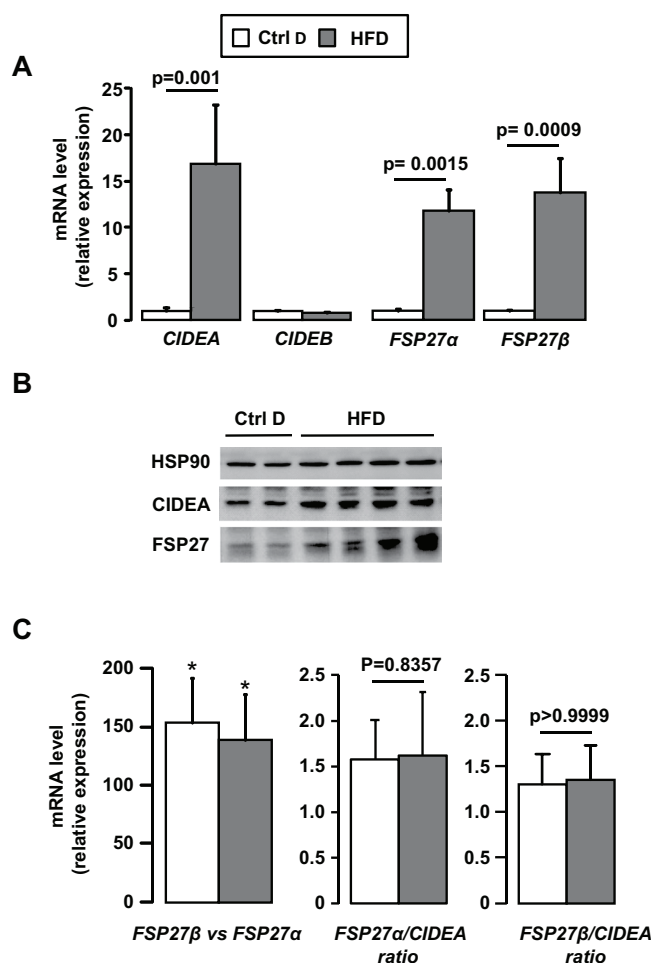 Ctrl D HFD
A
mRNA level
(relative expression)
25
20
15
10
5
0
p=0.001
p= 0.0015
p= 0.0009
CIDEA CIDEB FSP27α FSP27β
B
Ctrl D HFD
HSP90
CIDEA
FSP27
C
mRNA level
(relative expression)
200
150
100
50
0
* *
FSP27β vs FSP27α
2.5
2.0
1.5
1.0
0.5
0
P=0.8357
FSP27α/CIDEA
ratio
2.5
2.0
1.5
1.0
0.5
0
p>0.9999
FSP27β/CIDEA
ratio